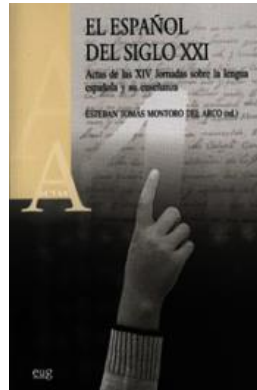 EL ESPAÑOL
DEL SIGLO XXI
Actas de las XIV Jornadas sobre la lengua
española y su enseñanza
ESTEBAN TOMÁS MONTORO DEL ARCO (ed.)
A
eug